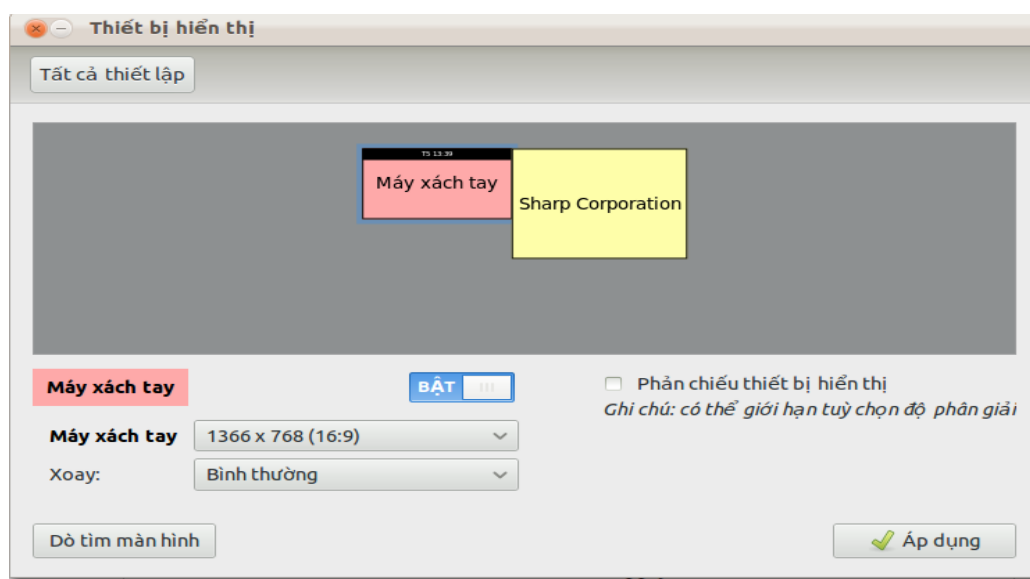 Thiết bị hiển thị
Tất cả thiết lập
T5 13:39
Máy xách tay
Sharp Corporation
Máy xách tay
BẬT
Phản chiếu thiết bị hiển thị
Ghi chú: có thể giới hạn tuỳ chọn độ phân giải
Máy xách tay
1366 x 768 (16:9)
Xoay:
Bình thường
Dò tìm màn hình
Áp dụng